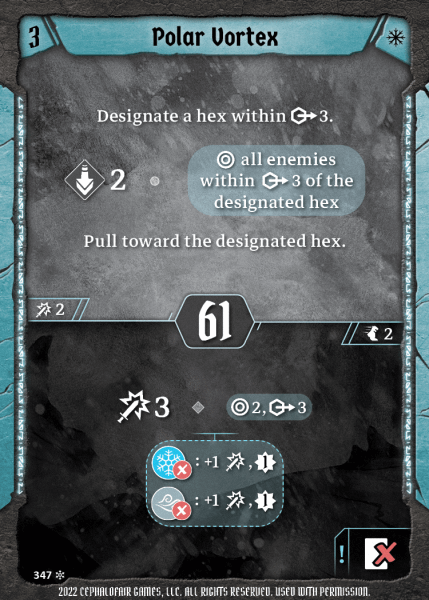 3
Polar Vortex
Designate a hex within 3.
2
all enemies
within 3 of the
designated hex
Pull toward the designated hex.
2
61
2
3
2, 3
: +1 ,
: +1 ,
!
347
2022 CEPHALOFAIR GAMES, LLC. ALL RIGHTS RESERVED. USED WITH PERMISSION.